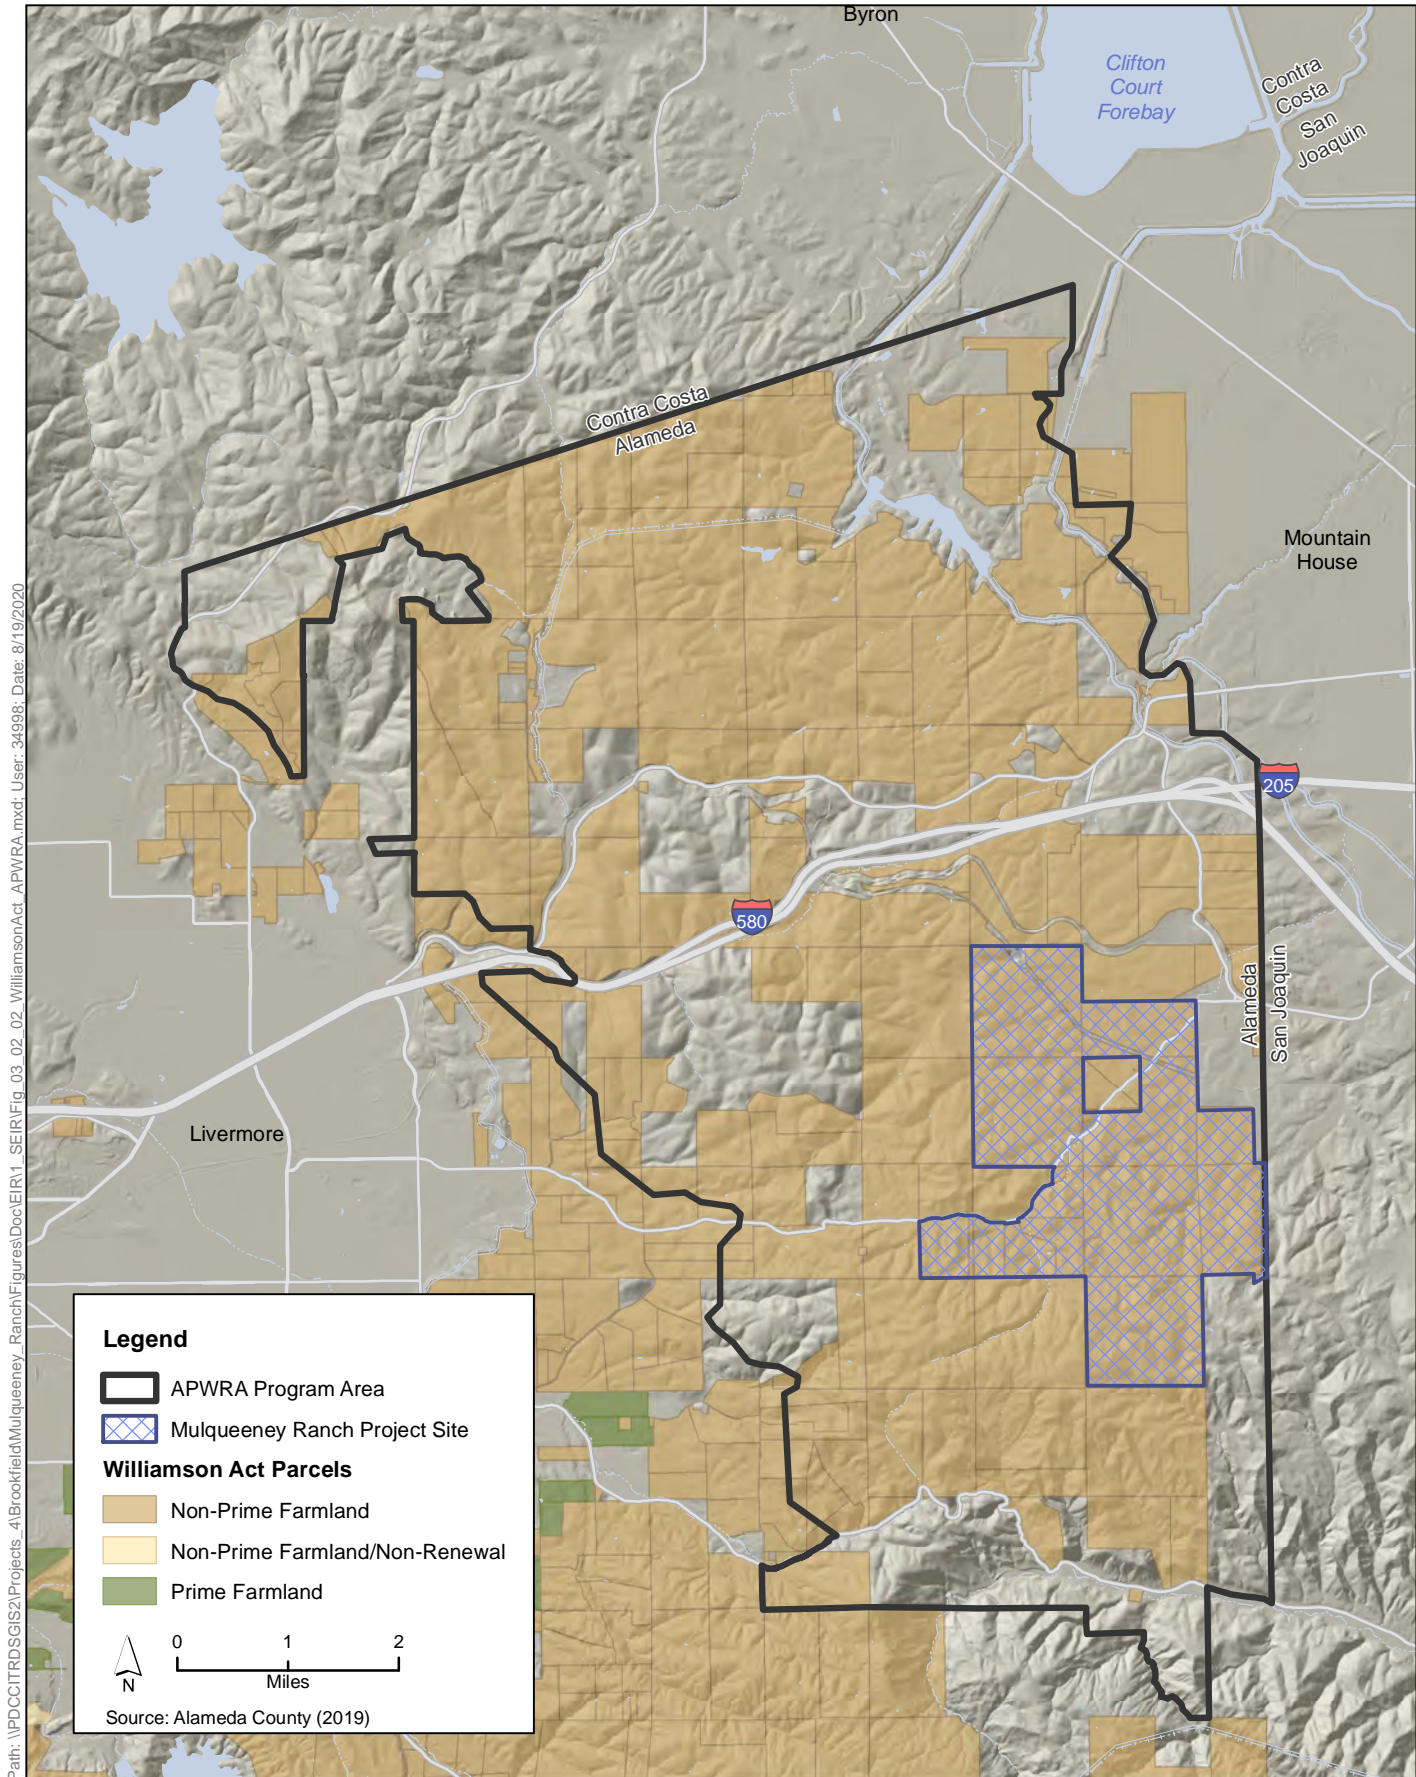 Byron
Clifton
Court
Forebay
Contra
Costa
San
Joaquin
Contra Costa
Alameda
Mountain
House
205
580
Alameda
San Joaquin
Livermore
Legend
APWRA Program Area
Mulqueeney Ranch Project Site
Williamson Act Parcels
Non-Prime Farmland
Non-Prime Farmland/Non-Renewal
Prime Farmland
0 1 2
Miles
N
Source: Alameda County (2019)
Path: \\PDCCITRDSGIS2\Projects_4\Brookfield\Mulqueeney_Ranch\Figures\Doc\EIR\1_SEIR\Fig_03_02_02_WilliamsonAct_APWRA.mxd; User: 34998; Date: 8/19/2020